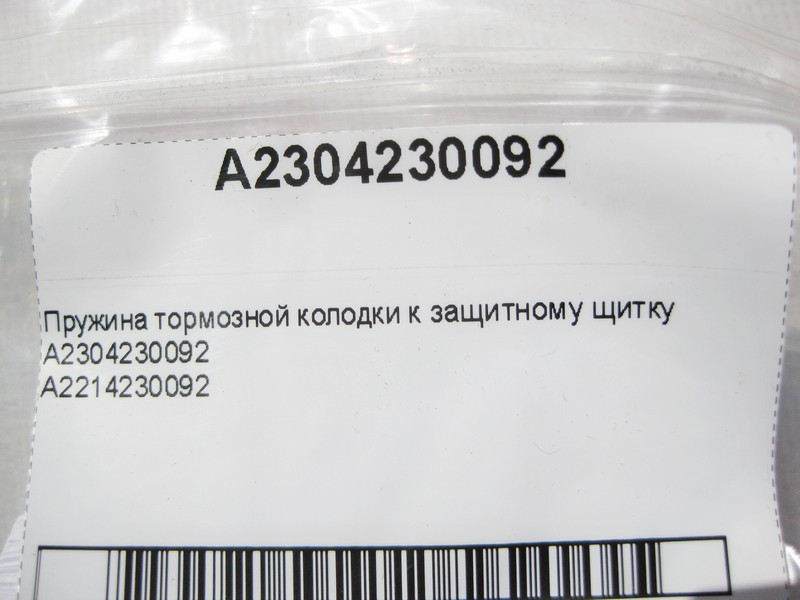 A2304230092
Пружина тормозной колодки к защитному щитку
A2304230092
A2214230092